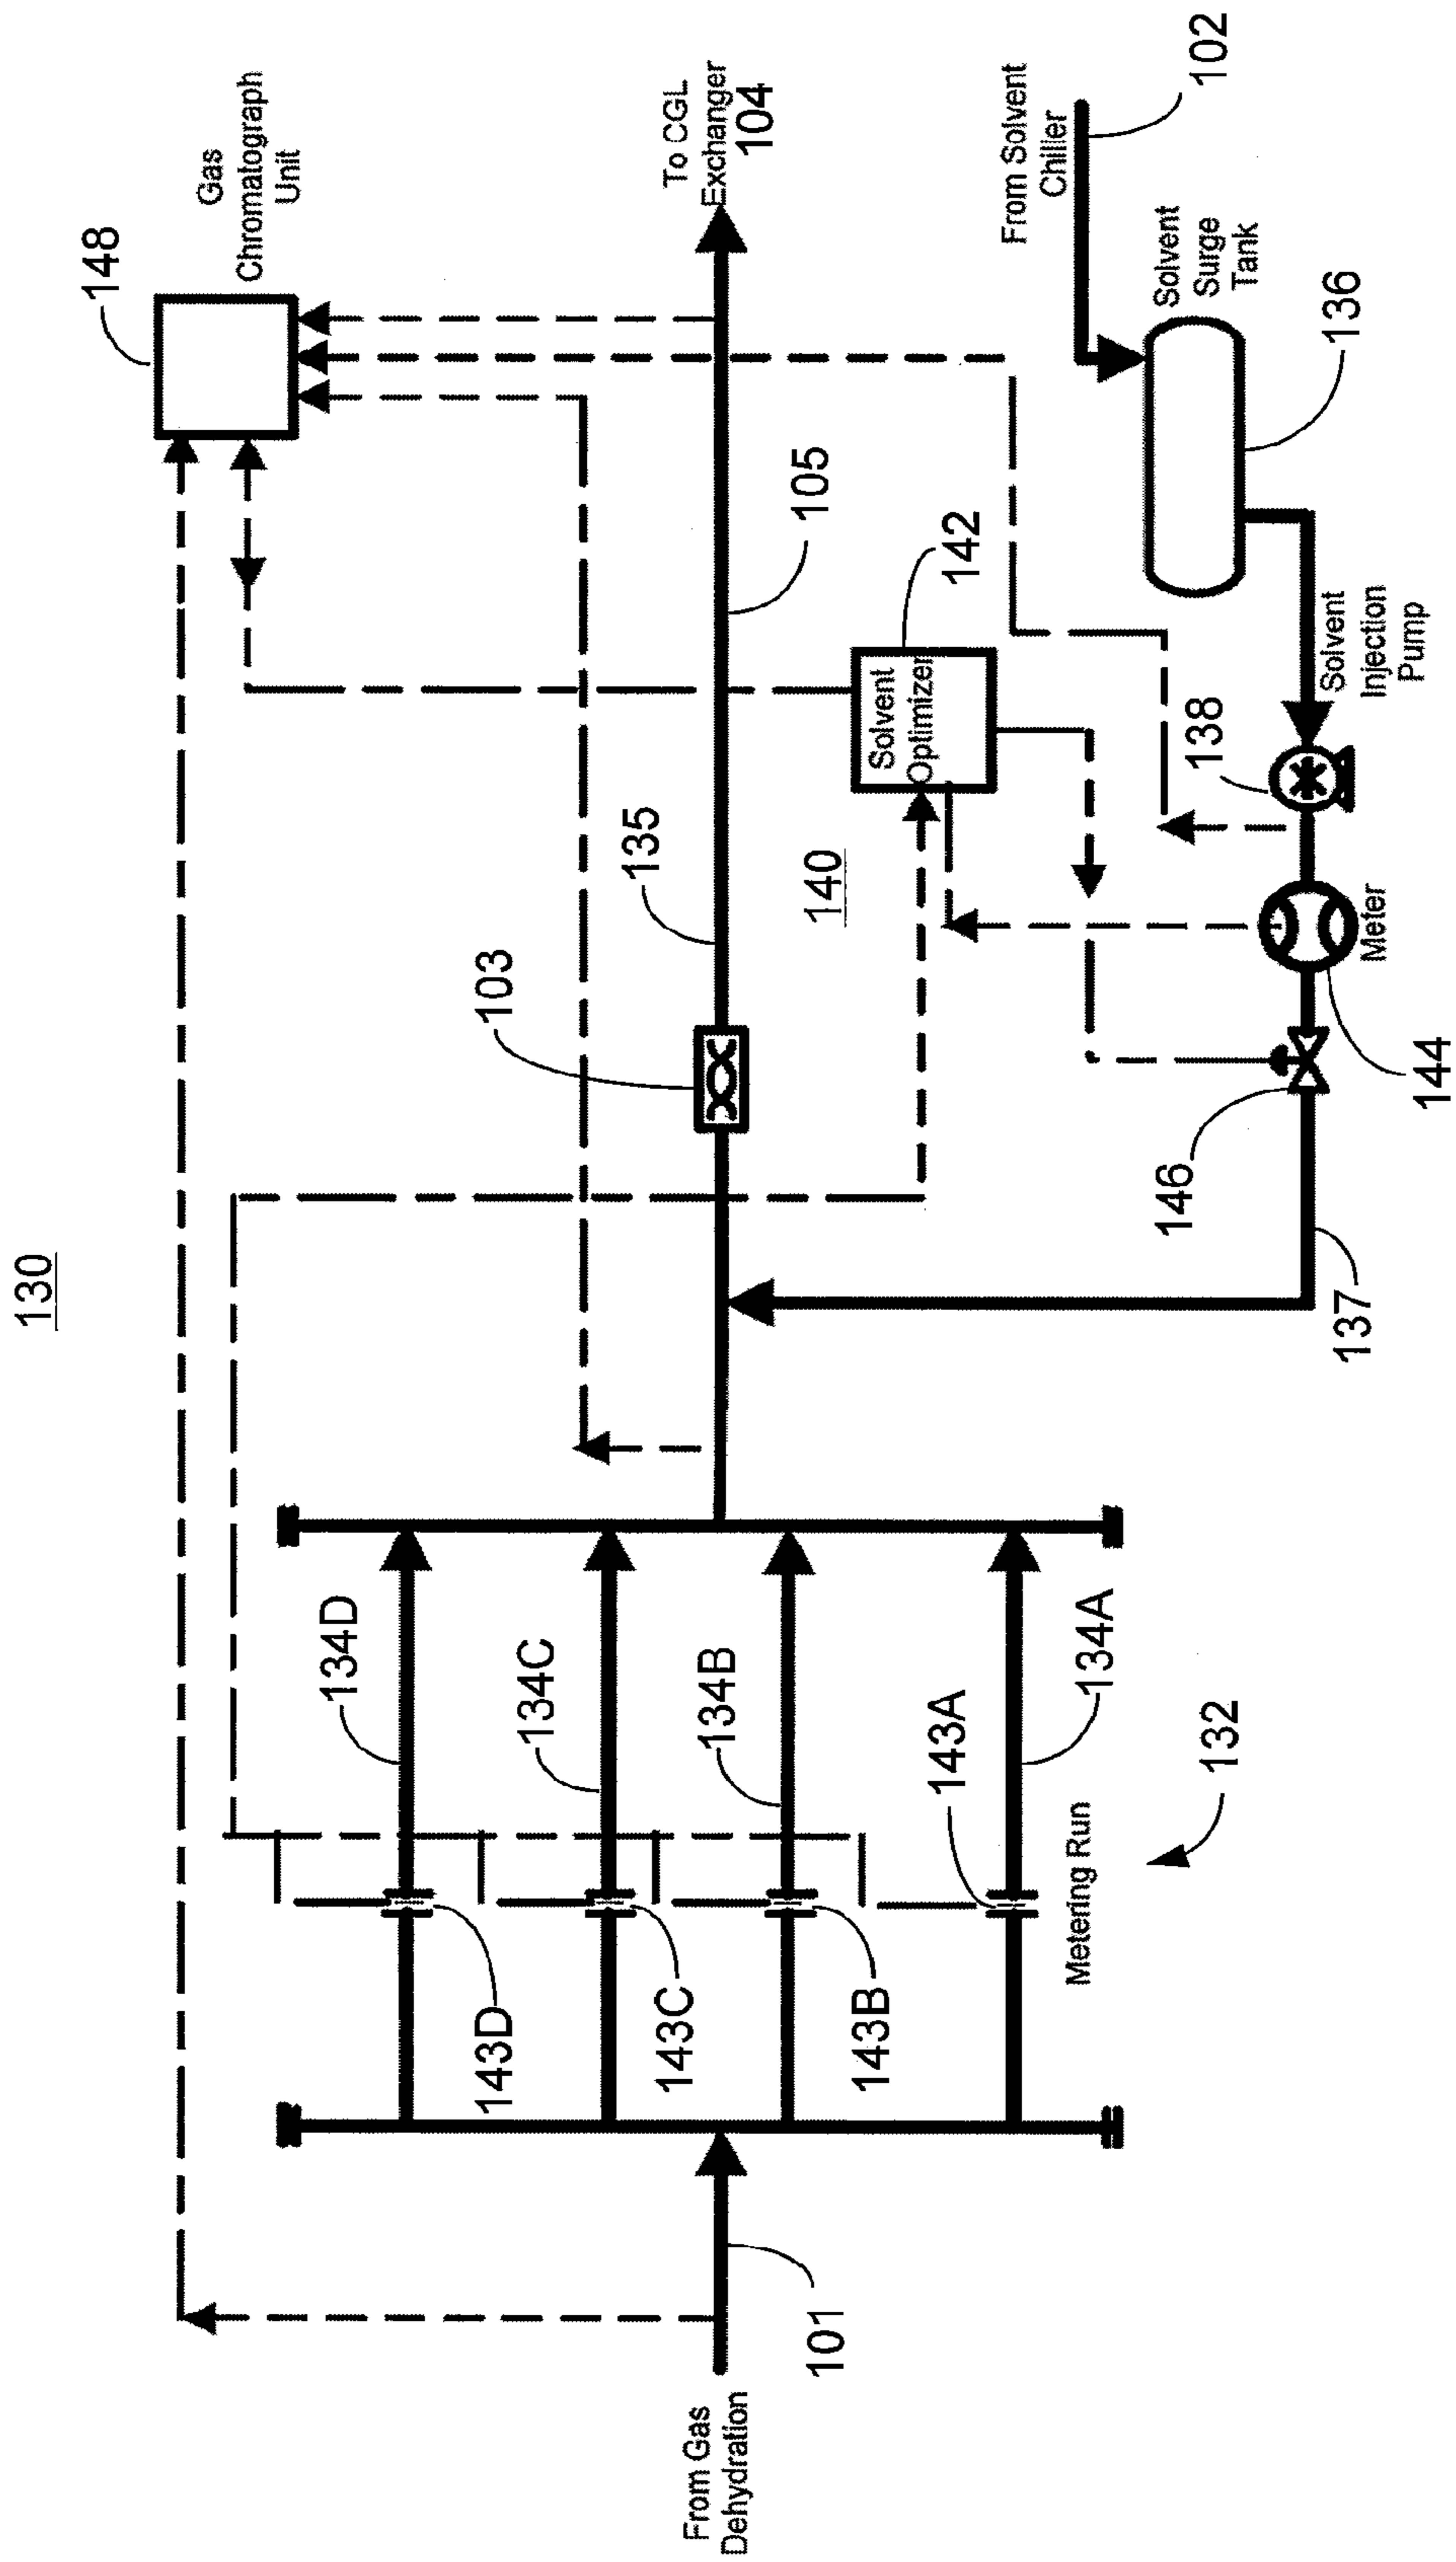 130
148
Gas
Chromatograph
Unit
To CGL
Exchanger
104
From Solvent
Chiller
102
Solvent
Surge
Tank
136
105
142
Solvent
Optimizer
135
140
103
138
Solvent
Injection
Pump
Meter
144
146
137
134D
134C
134B
134A
143D
143C
143B
143A
Metering Run
132
101
From Gas
Dehydration